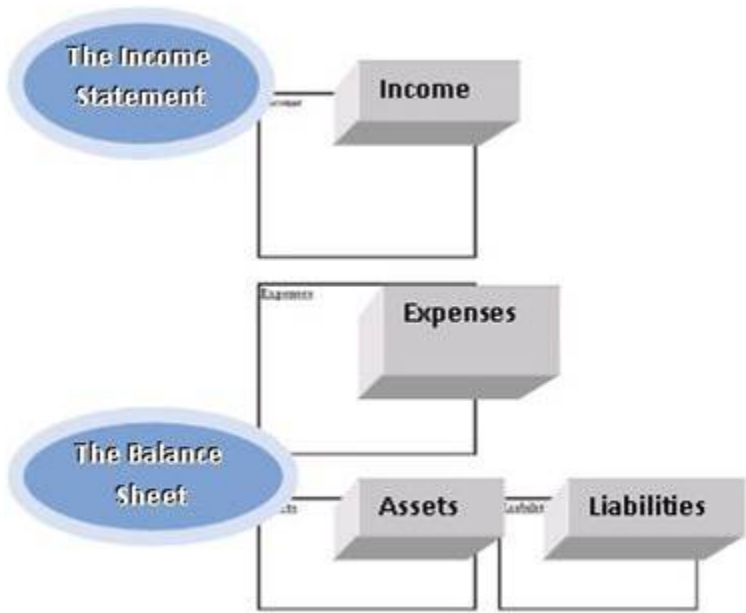 The Income
Statement
Income
Expenses
Expenses
The Balance
Sheet
Assets
Liabilities